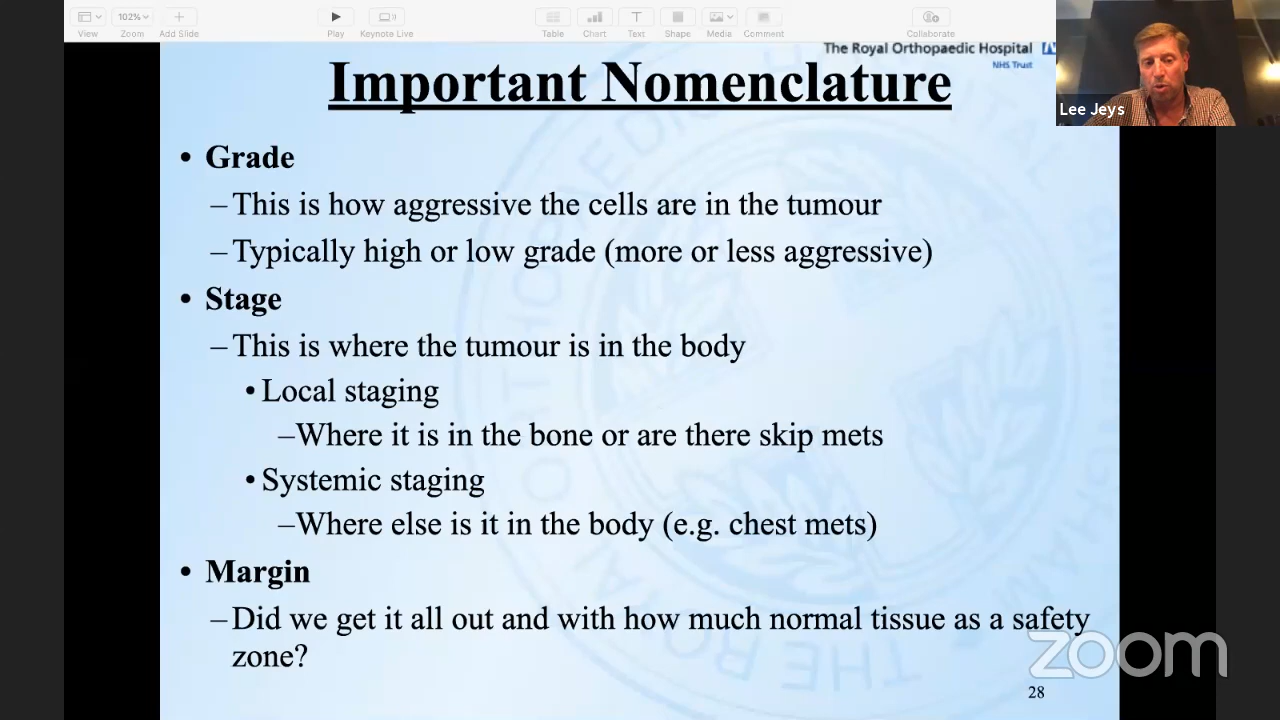 102%
View
Zoom
Add Slide
Play
Keynote Live
Table
Chart
Text
Shape
Media
Comment
Collaborate
The Royal Orthopaedic Hospital
NHS Trust
Lee Jeys
Important Nomenclature
• Grade
–This is how aggressive the cells are in the tumour
–Typically high or low grade (more or less aggressive)
• Stage
–This is where the tumour is in the body
•Local staging
–Where it is in the bone or are there skip mets
•Systemic staging
–Where else is it in the body (e.g. chest mets)
• Margin
–Did we get it all out and with how much normal tissue as a safety
zone?
zoom
28